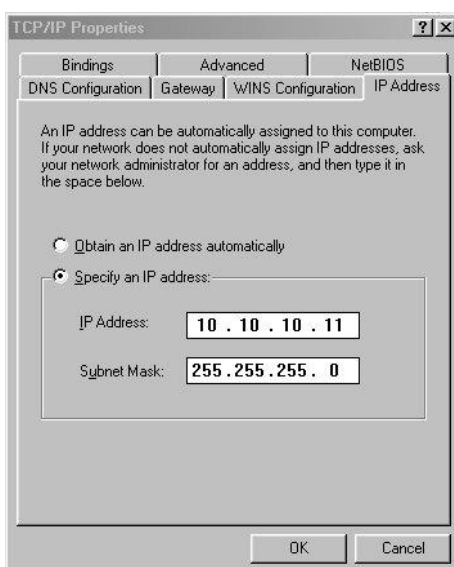 TCP/IP Properties
Bindings Advanced NetBIOS
DNS Configuration Gateway WINS Configuration IP Address
An IP address can be automatically assigned to this computer.
If your network does not automatically assign IP addresses, ask
your network administrator for an address, and then type it in
the space below.
Obtain an IP address automatically
Specify an IP address:
IP Address: 10 . 10 . 10 . 11
Subnet Mask: 255 . 255 . 255 . 0
OK Cancel